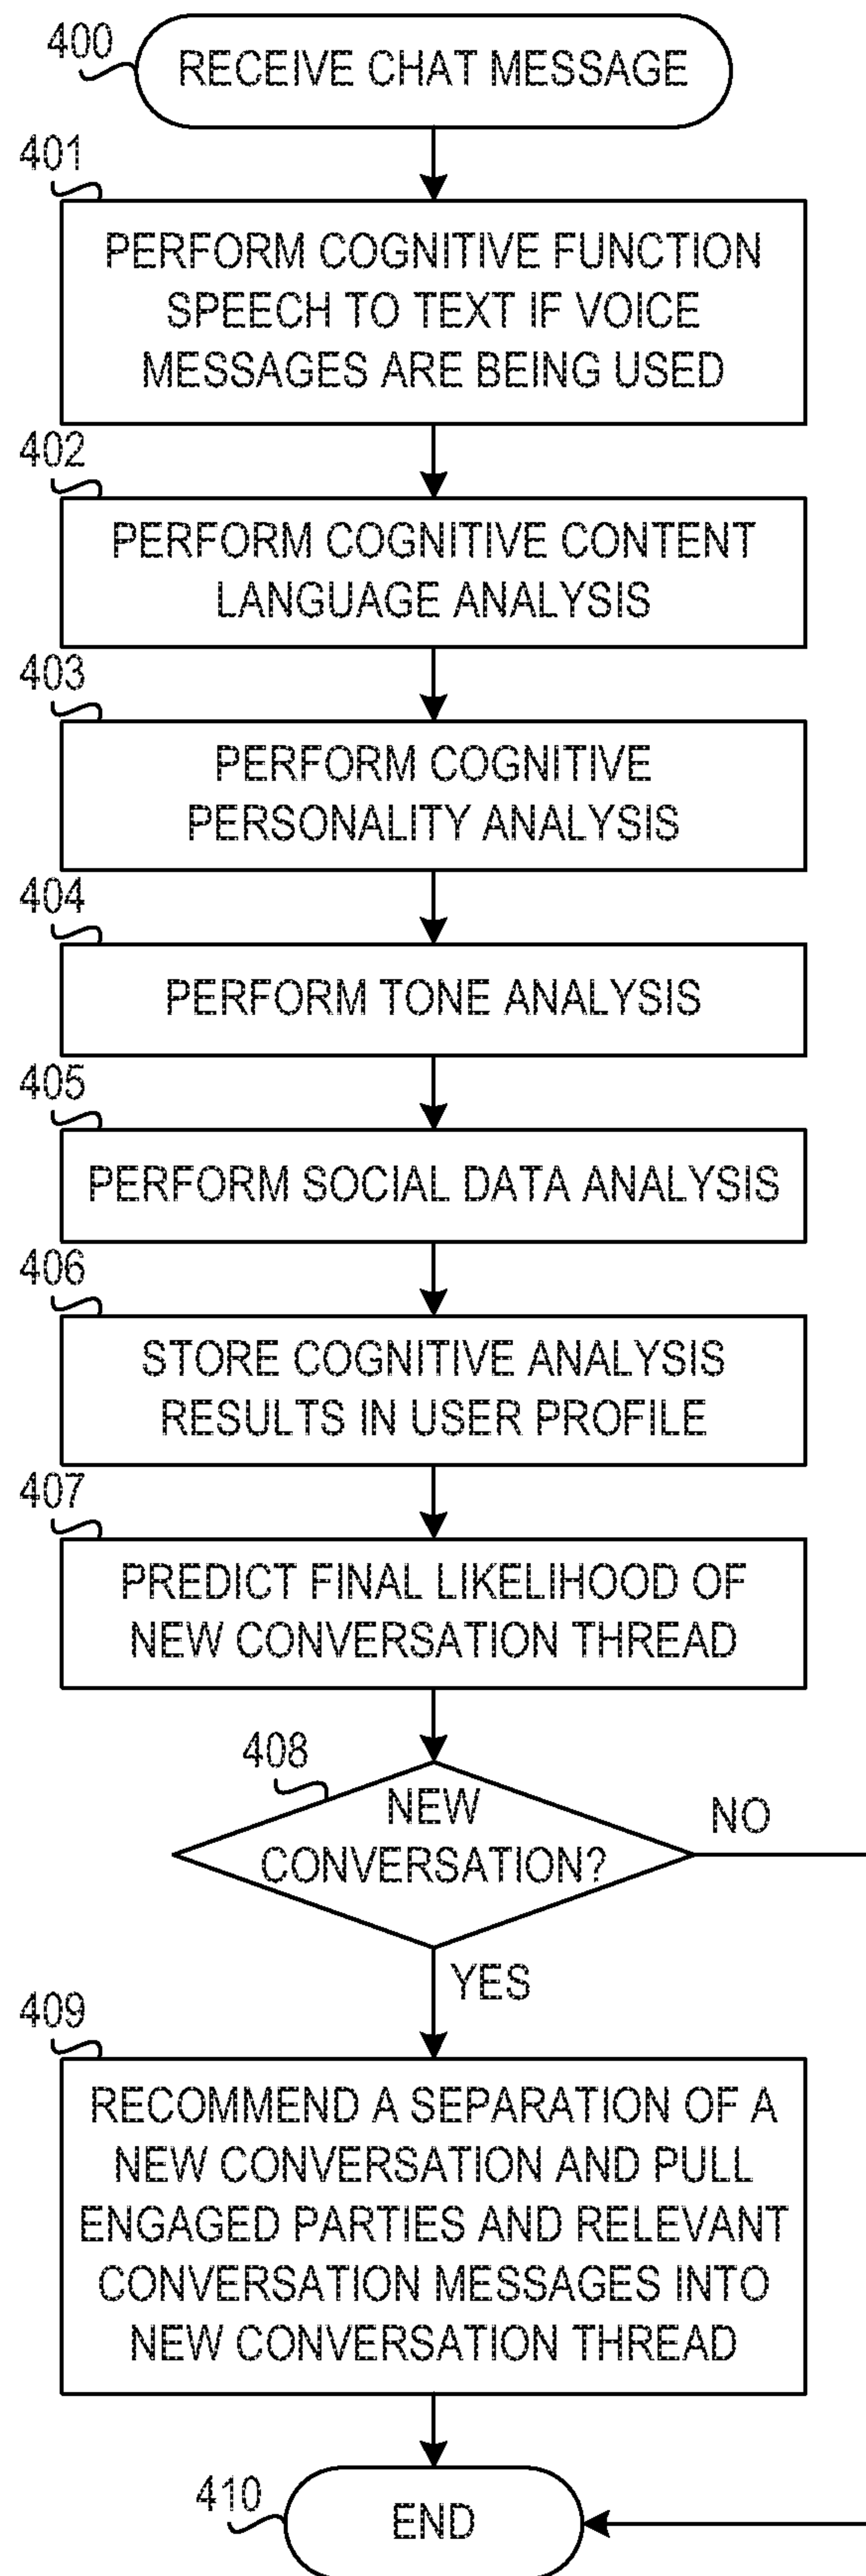 400
RECEIVE CHAT MESSAGE
401
PERFORM COGNITIVE FUNCTION
SPEECH TO TEXT IF VOICE
MESSAGES ARE BEING USED
402
PERFORM COGNITIVE CONTENT
LANGUAGE ANALYSIS
403
PERFORM COGNITIVE
PERSONALITY ANALYSIS
404
PERFORM TONE ANALYSIS
405
PERFORM SOCIAL DATA ANALYSIS
406
STORE COGNITIVE ANALYSIS
RESULTS IN USER PROFILE
407
PREDICT FINAL LIKELIHOOD OF
NEW CONVERSATION THREAD
408
NEW
CONVERSATION?
NO
YES
409
RECOMMEND A SEPARATION OF A
NEW CONVERSATION AND PULL
ENGAGED PARTIES AND RELEVANT
CONVERSATION MESSAGES INTO
NEW CONVERSATION THREAD
410
END